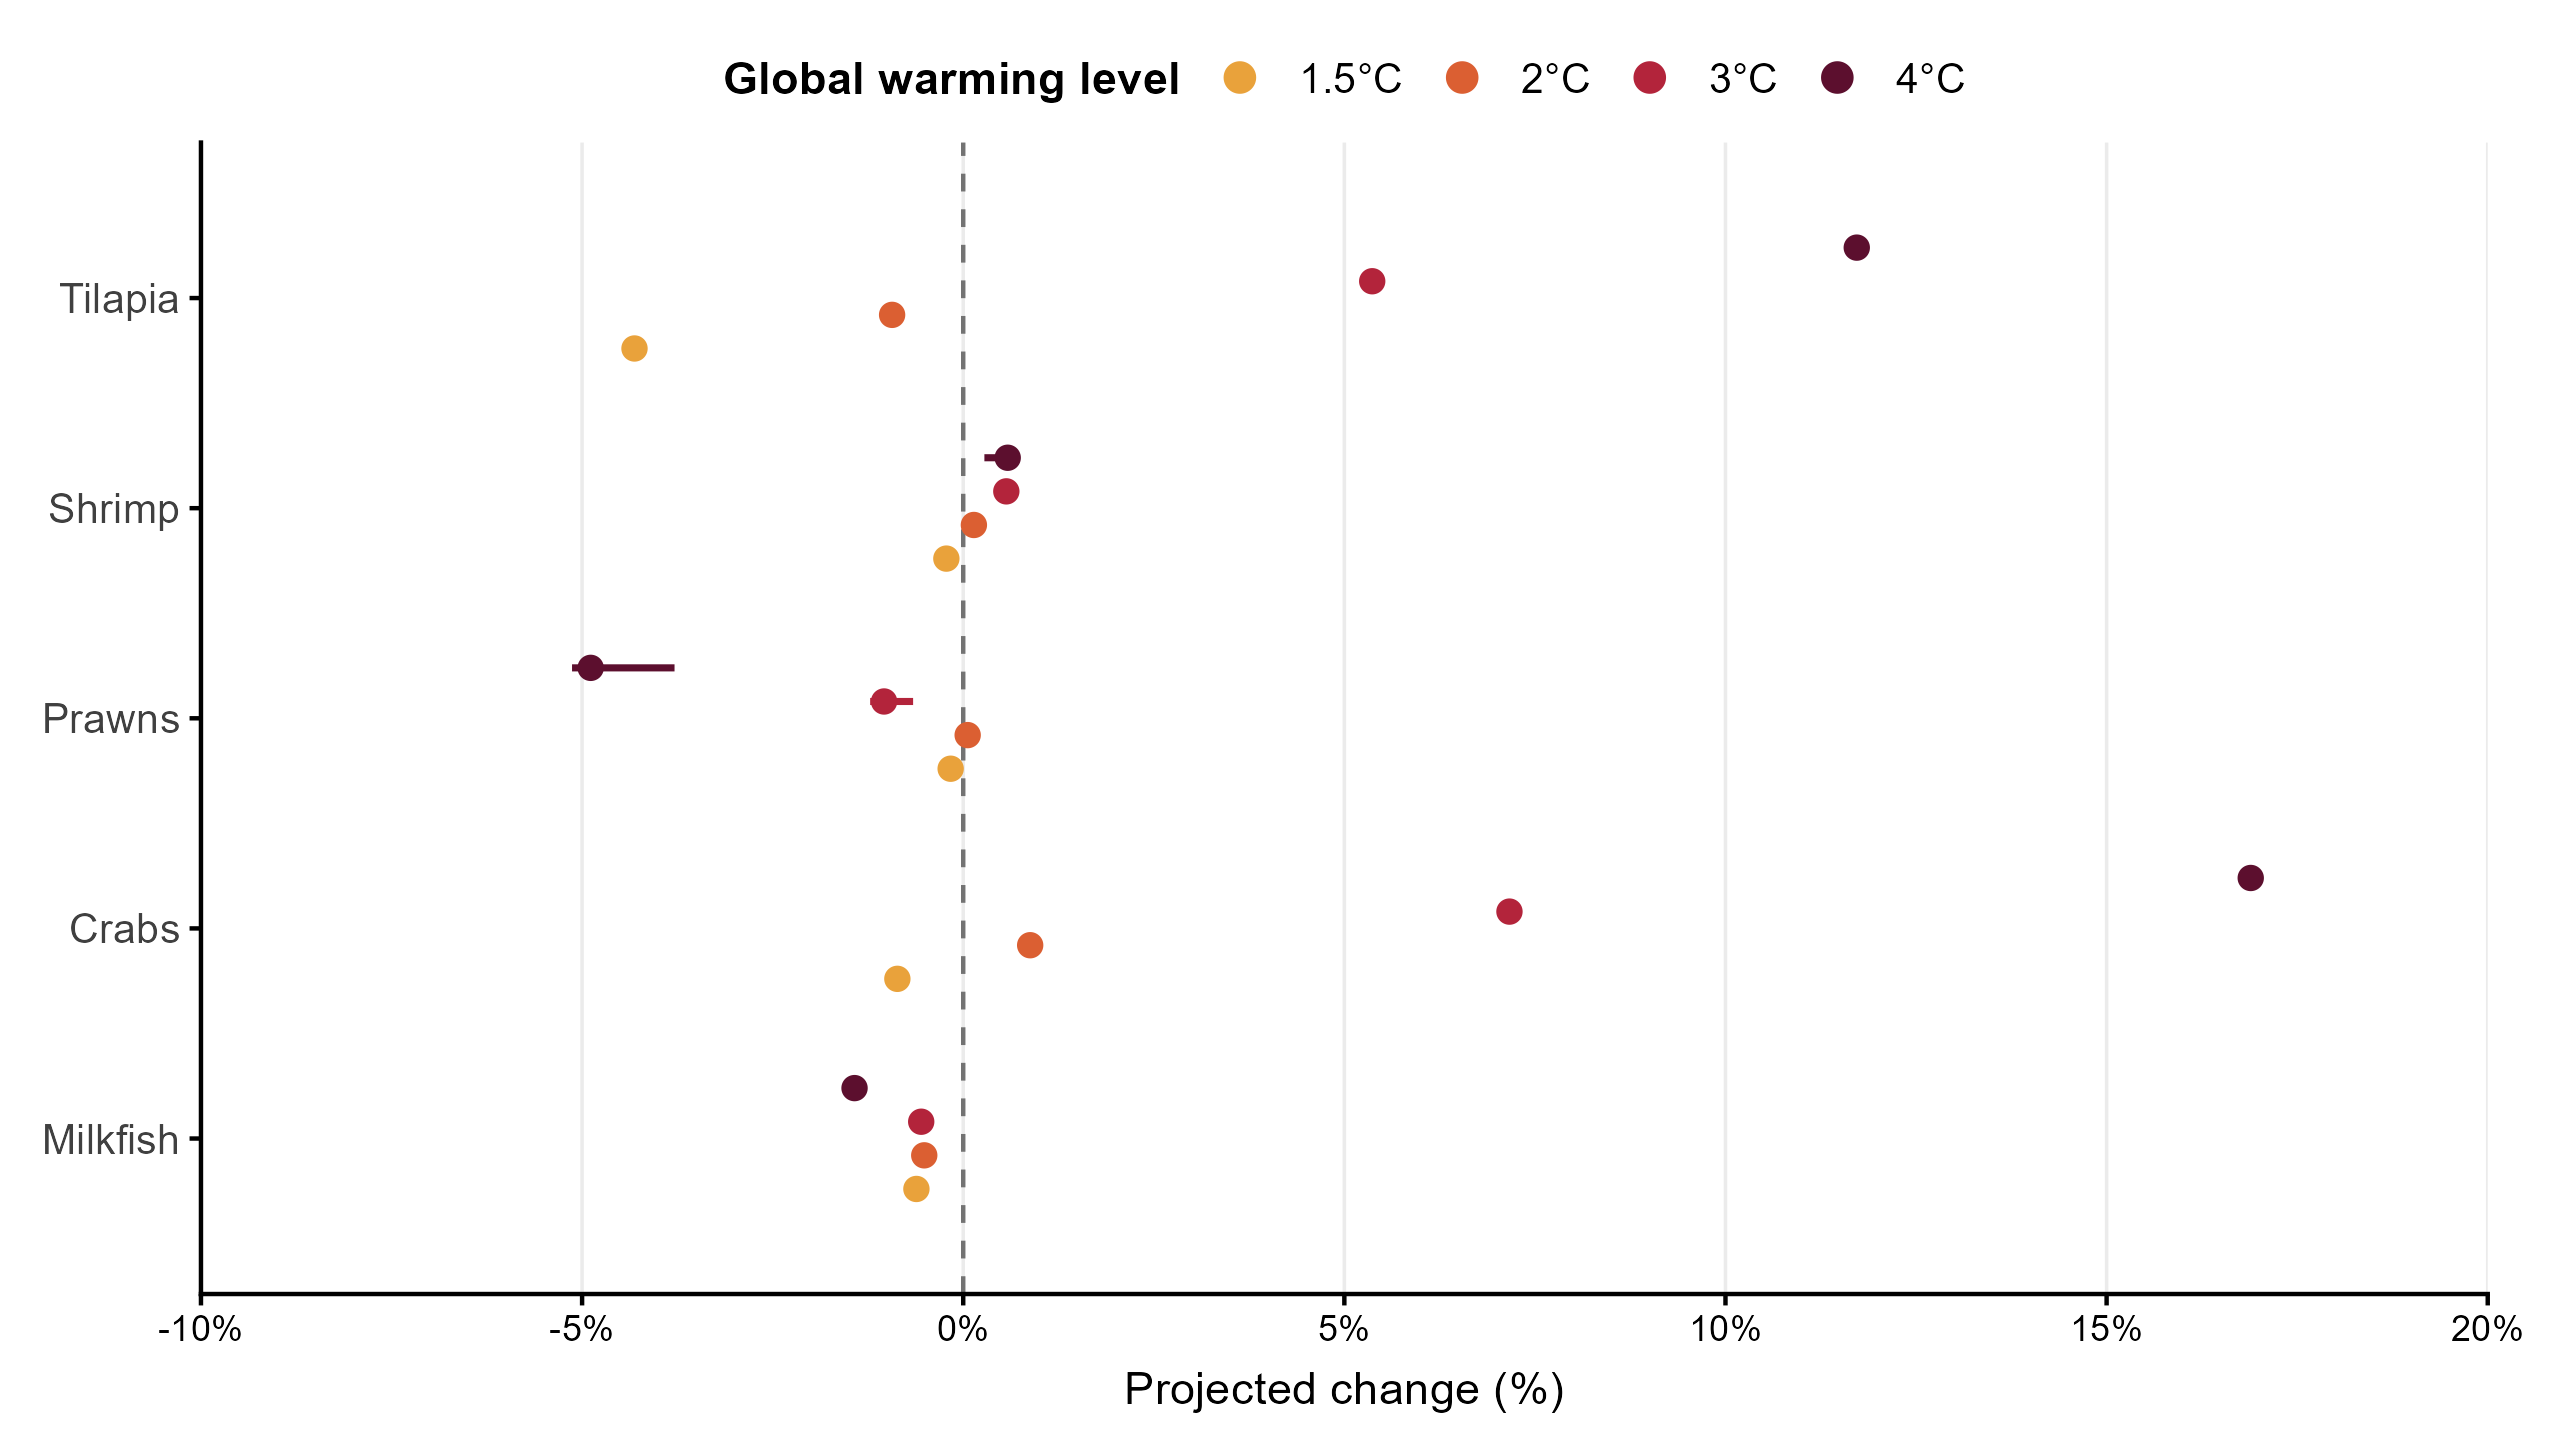 Global warming level 1.5°C 2°C 3°C 4°C
Tilapia
Shrimp
Prawns
Crabs
Milkfish
-10% -5% 0% 5% 10% 15% 20%
Projected change (%)